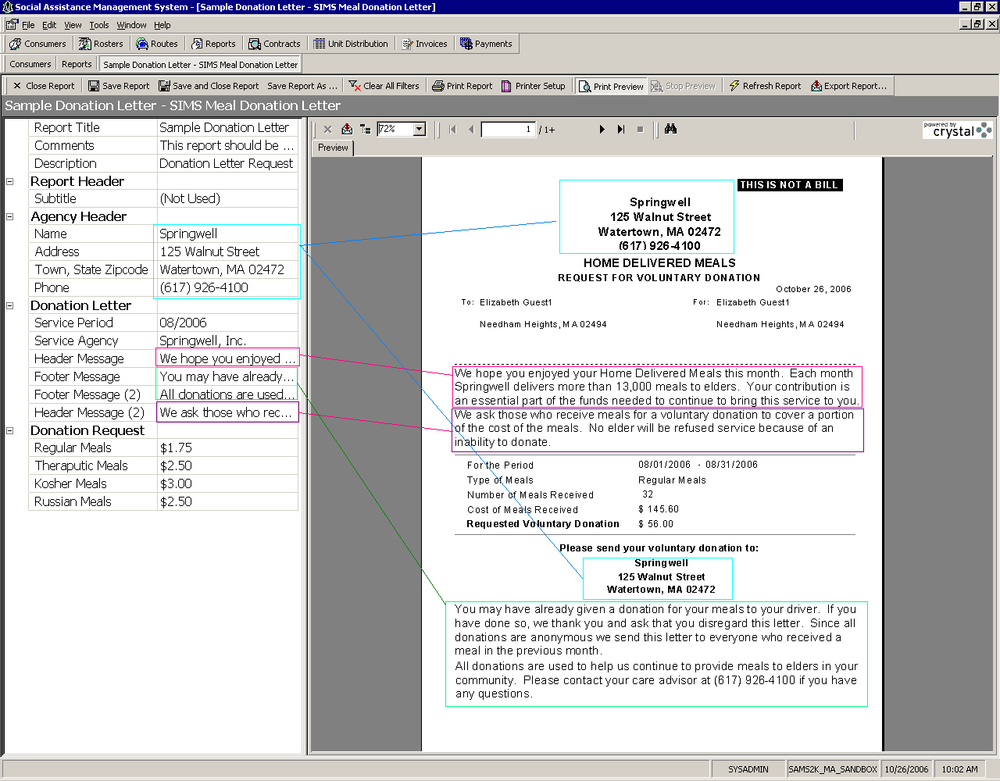 Social Assistance Management System - [Sample Donation Letter - SIMS Meal Donation Letter]
File Edit View Tools Window Help
Consumers Rosters Routes Reports Contracts Unit Distribution Invoices Payments
Consumers Reports Sample Donation Letter - SIMS Meal Donation Letter
Close Report Save Report Save and Close Report Save Report As ... Clear All Filters Print Report Printer Setup Print Preview Stop Preview Refresh Report Export Report...
Sample Donation Letter - SIMS Meal Donation Letter
Report Title Sample Donation Letter
Comments This report should be ...
Description Donation Letter Request
Report Header
Subtitle (Not Used)
Agency Header
Name Springwell
Address 125 Walnut Street
Town, State Zipcode Watertown, MA 02472
Phone (617) 926-4100
Donation Letter
Service Period 08/2006
Service Agency Springwell, Inc.
Header Message We hope you enjoyed ...
Footer Message You may have already...
Footer Message (2) All donations are used...
Header Message (2) We ask those who rec...
Donation Request
Regular Meals $1.75
Theraputic Meals $2.50
Kosher Meals $3.00
Russian Meals $2.50
72% 1 / 1+
powered by
crystal
Preview
THIS IS NOT A BILL
Springwell
125 Walnut Street
Watertown, MA 02472
(617) 926-4100
HOME DELIVERED MEALS
REQUEST FOR VOLUNTARY DONATION
October 26, 2006
To: Elizabeth Guest1 For: Elizabeth Guest1
Needham Heights, MA 02494 Needham Heights, MA 02494
We hope you enjoyed your Home Delivered Meals this month. Each month
Springwell delivers more than 13,000 meals to elders. Your contribution is
an essential part of the funds needed to continue to bring this service to you.
We ask those who receive meals for a voluntary donation to cover a portion
of the cost of the meals. No elder will be refused service because of an
inability to donate.
For the Period 08/01/2006 - 08/31/2006
Type of Meals Regular Meals
Number of Meals Received 32
Cost of Meals Received $ 145.60
Requested Voluntary Donation $ 56.00
Please send your voluntary donation to:
Springwell
125 Walnut Street
Watertown, MA 02472
You may have already given a donation for your meals to your driver. If you
have done so, we thank you and ask that you disregard this letter. Since all
donations are anonymous we send this letter to everyone who received a
meal in the previous month.
All donations are used to help us continue to provide meals to elders in your
community. Please contact your care advisor at (617) 926-4100 if you have
any questions.
SYSADMIN SAMS2K_MA_SANDBOX 10/26/2006 10:02 AM